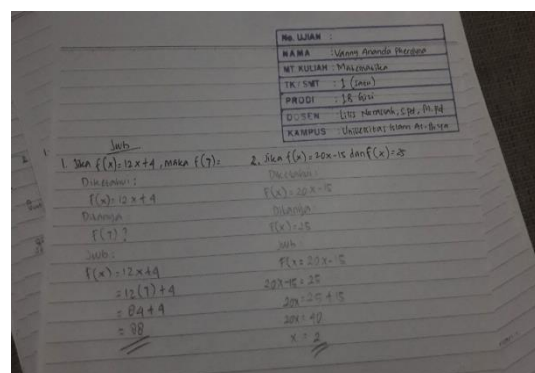 No. UJIAN :
NAMA : Vanny Ananda
MT KULIAH : Matematika
TK/SMT : 1 (satu)
PRODI : Gizi
DOSEN :
KAMPUS : Universitas Islam
Jwb
1. Jika f(x)=12x+4, Maka f(7)=
Diketahui :
f(x)= 12x+4
Ditanya :
f(7)?
Jwb :
f(x)=12x+4
=12(7)+4
= 84+4
= 88
2. Jika f(x)=20x-15 dan f(x)=25
Diketahui :
f(x)= 20x-15
Ditanya :
f(x)=25
Jwb :
f(x = 20x-15
20x-15=25
20x=25+15
20x= 40
x = 2